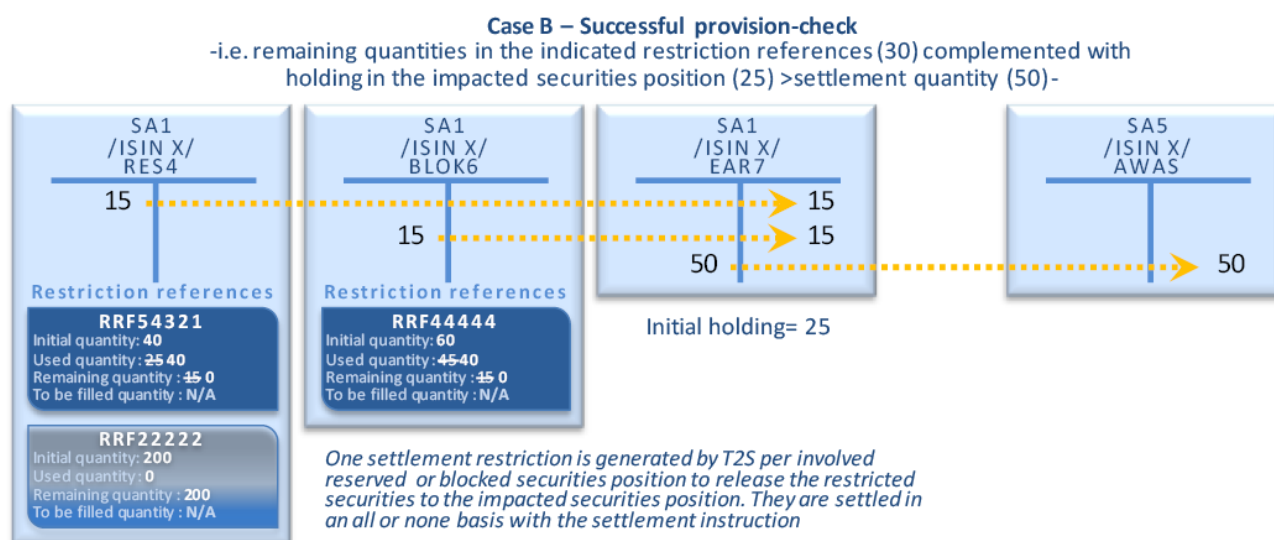 Case B – Successful provision-check
-i.e. remaining quantities in the indicated restriction references (30) complemented with
holding in the impacted securities position (25) >settlement quantity (50)-
SA1
/ISIN X/
RES4
15
Restriction references
RRF54321
Initial quantity: 40
Used quantity: 25 40
Remaining quantity : 15 0
To be filled quantity : N/A
RRF22222
Initial quantity: 200
Used quantity: 0
Remaining quantity : 200
To be filled quantity : N/A
SA1
/ISIN X/
BLOK6
15
Restriction references
RRF44444
Initial quantity: 60
Used quantity: 45 40
Remaining quantity : 15 0
To be filled quantity : N/A
SA1
/ISIN X/
EAR7
15
15
50
Initial holding= 25
SA5
/ISIN X/
AWAS
50
One settlement restriction is generated by T2S per involved
reserved or blocked securities position to release the restricted
securities to the impacted securities position. They are settled in
an all or none basis with the settlement instruction